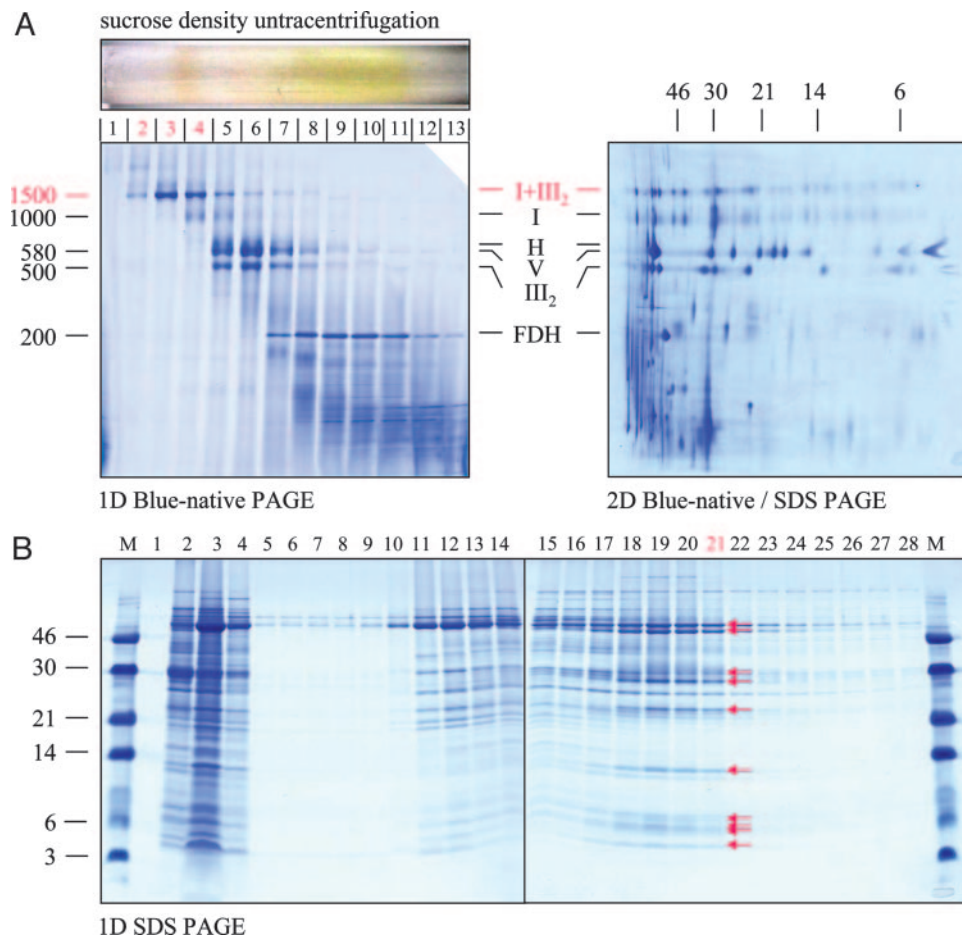 A
sucrose density untracentrifugation
1 2 3 4 5 6 7 8 9 10 11 12 13
46 30 21 14 6
1500
1000
580
500
200
I+III₂
I
H
V
III₂
FDH
1D Blue-native PAGE
2D Blue-native / SDS PAGE
B
M 1 2 3 4 5 6 7 8 9 10 11 12 13 14 15 16 17 18 19 20 21 22 23 24 25 26 27 28 M
46
30
21
14
6
3
1D SDS PAGE